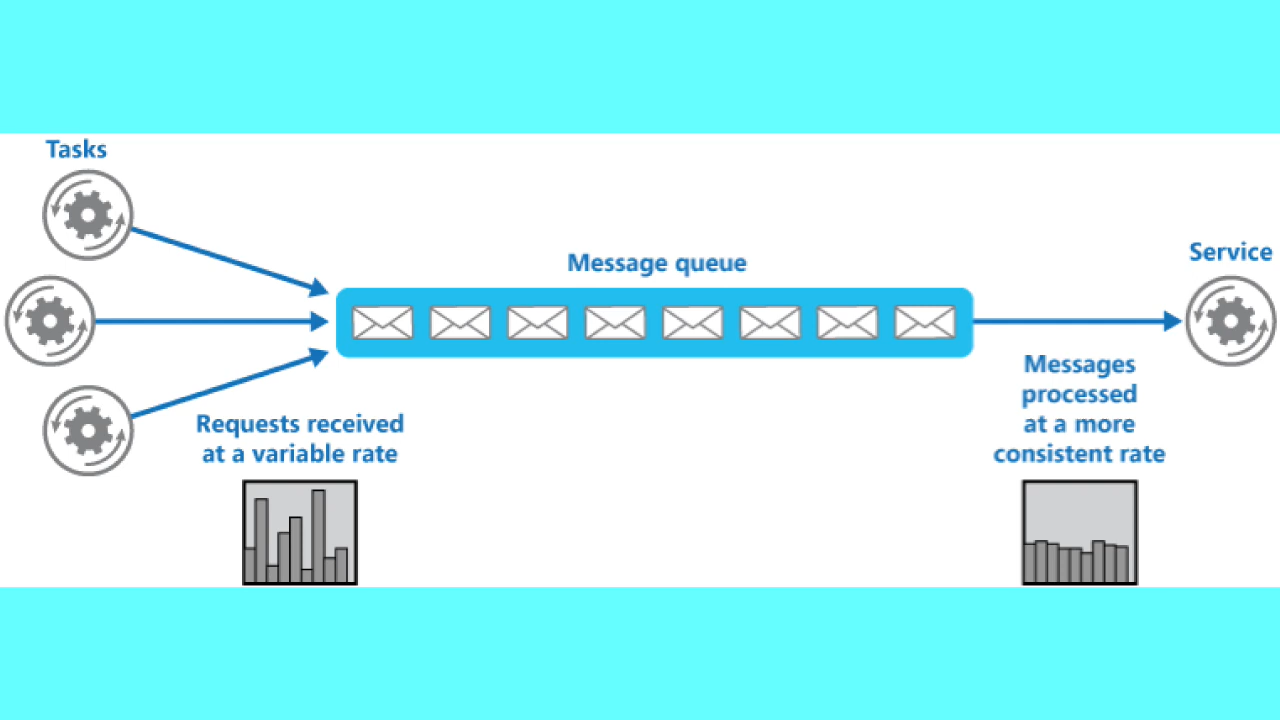 Tasks
Message queue
Service
Requests received
at a variable rate
Messages
processed
at a more
consistent rate